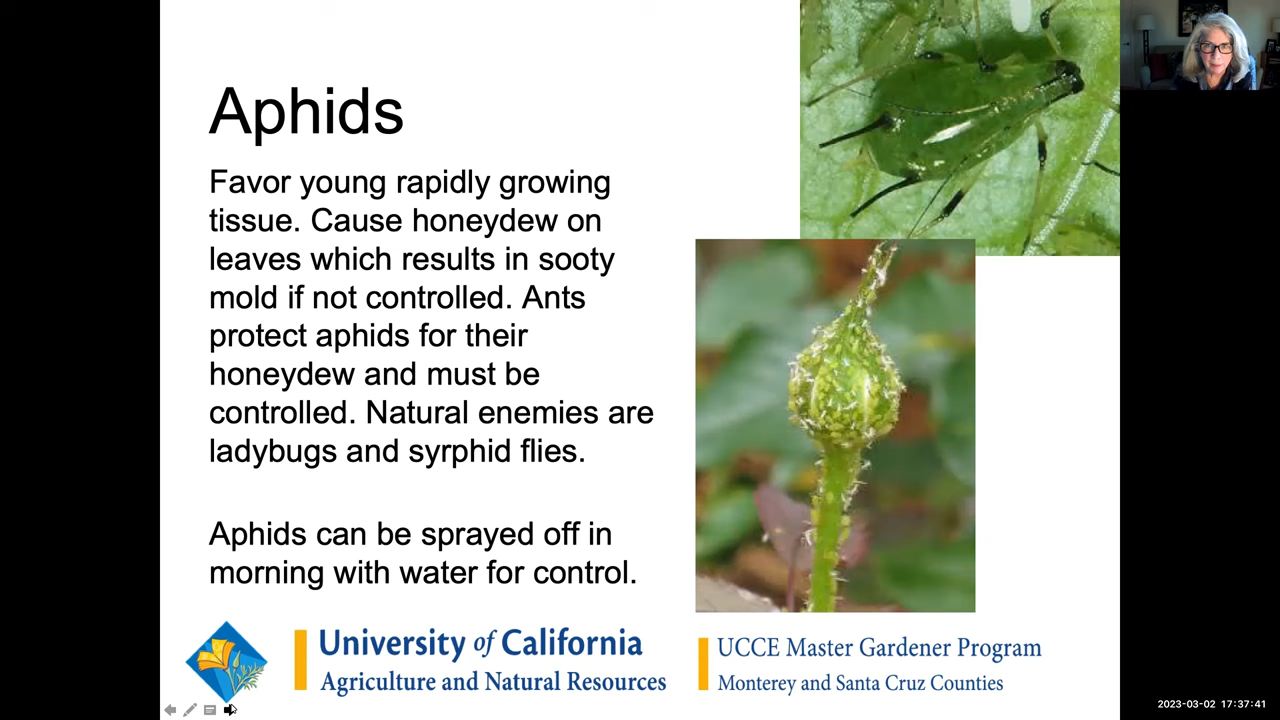 Aphids
Favor young rapidly growing
tissue. Cause honeydew on
leaves which results in sooty
mold if not controlled. Ants
protect aphids for their
honeydew and must be
controlled. Natural enemies are
ladybugs and syrphid flies.
Aphids can be sprayed off in
morning with water for control.
University of California
Agriculture and Natural Resources
UCCE Master Gardener Program
Monterey and Santa Cruz Counties
2023-03-02 17:37:41